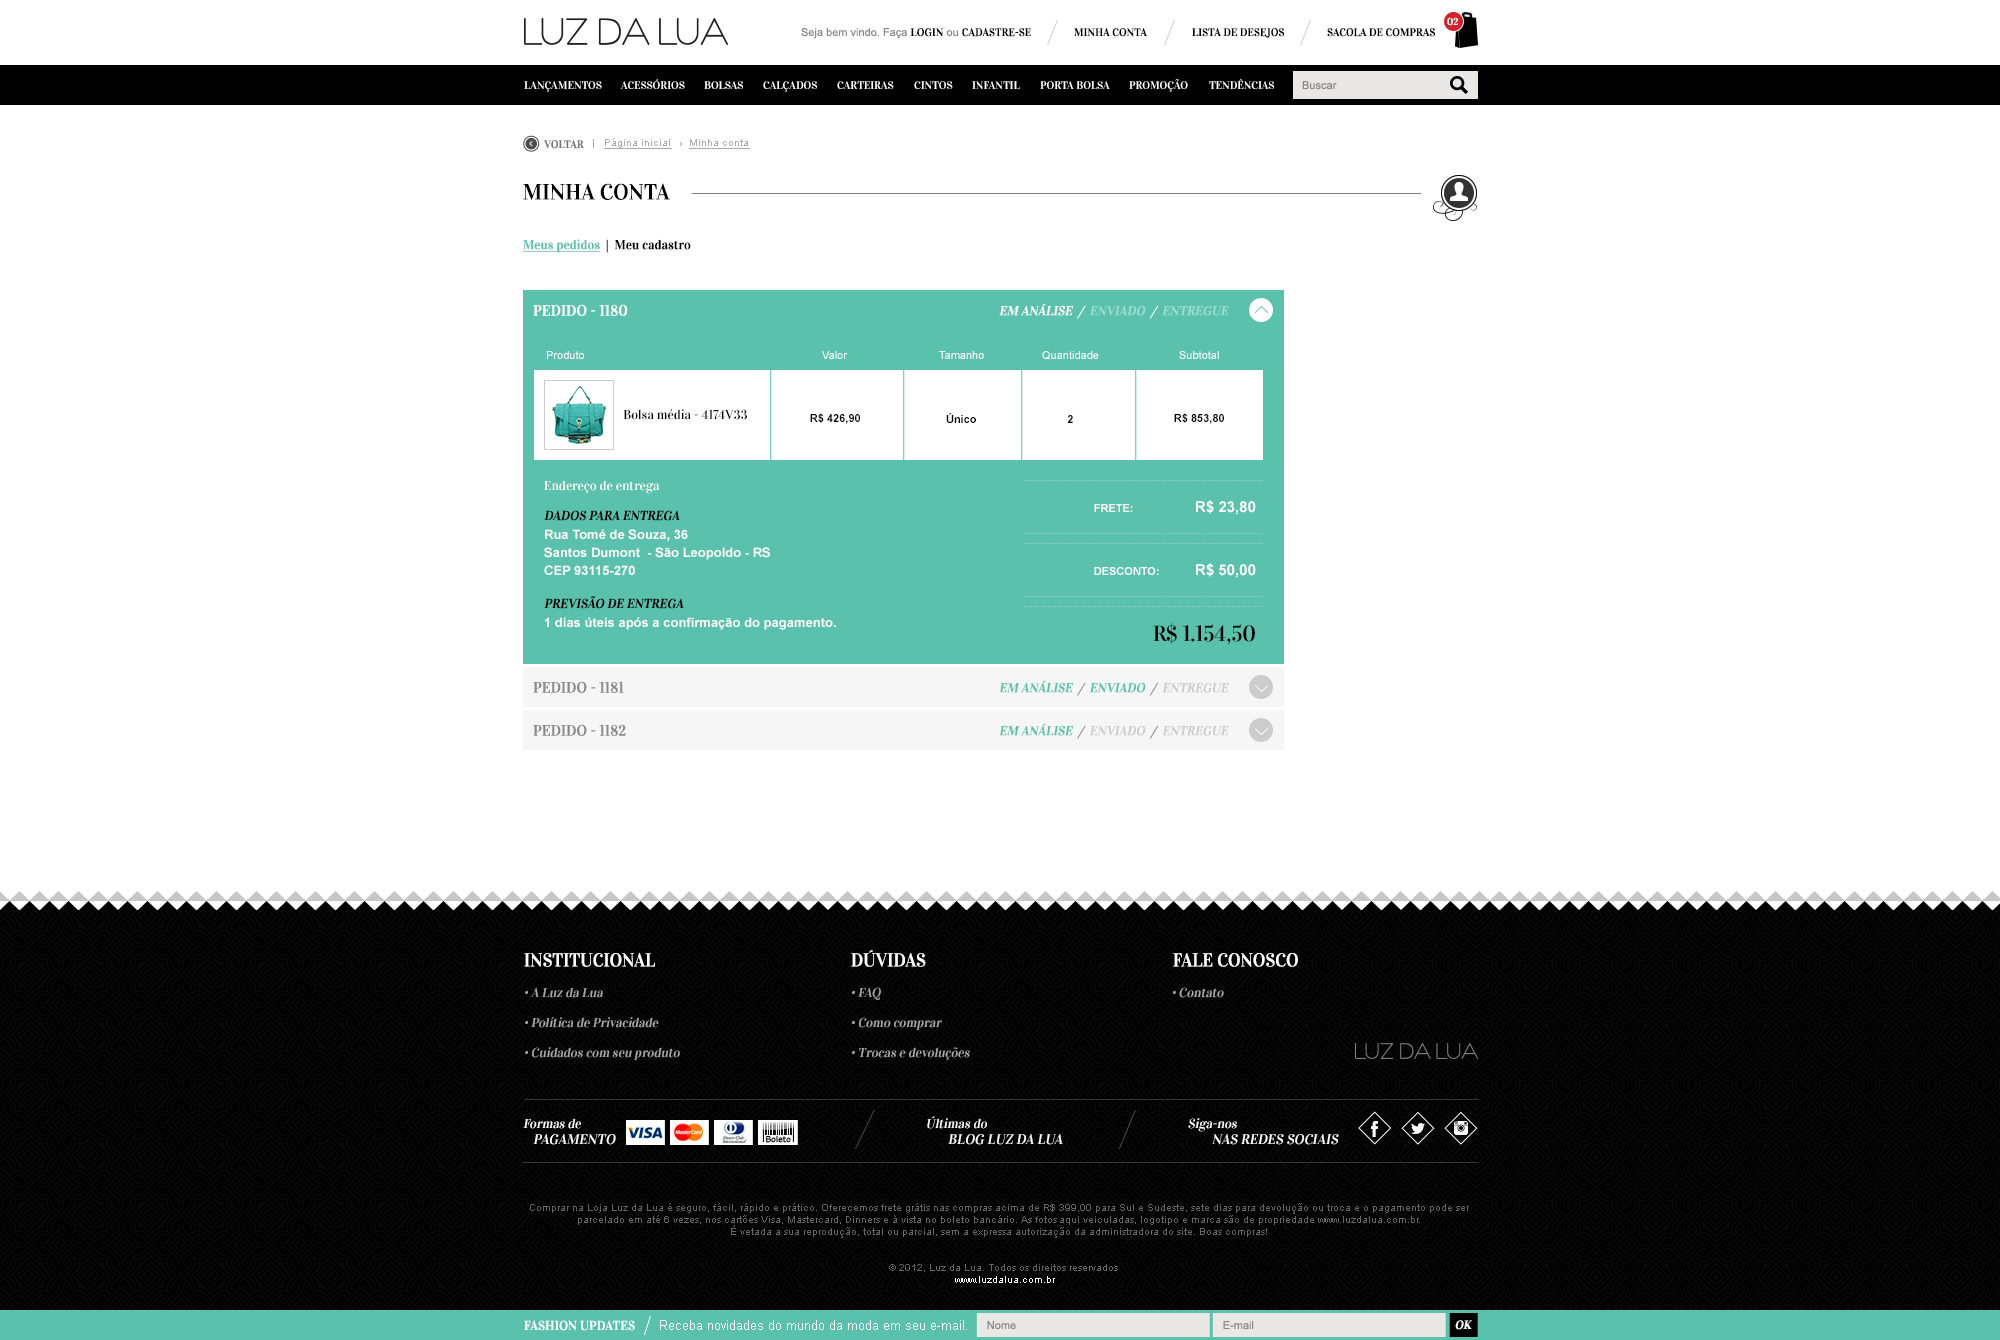 LUZ DA LUA
Seja bem vindo. Faça LOGIN ou CADASTRE-SE
MINHA CONTA
LISTA DE DESEJOS
SACOLA DE COMPRAS
02
LANÇAMENTOS ACESSÓRIOS BOLSAS CALÇADOS CARTEIRAS CINTOS INFANTIL PORTA BOLSA PROMOÇÃO TENDÊNCIAS Buscar
VOLTAR | Página inicial › Minha conta
MINHA CONTA
Meus pedidos | Meu cadastro
PEDIDO - 1180 EM ANÁLISE / ENVIADO / ENTREGUE
Produto Valor Tamanho Quantidade Subtotal
Bolsa média - 4174V33 R$ 426,90 Único 2 R$ 853,80
Endereço de entrega
DADOS PARA ENTREGA
Rua Tomé de Souza, 36
Santos Dumont - São Leopoldo - RS
CEP 93115-270
PREVISÃO DE ENTREGA
1 dias úteis após a confirmação do pagamento.
FRETE: R$ 23,80
DESCONTO: R$ 50,00
R$ 1.154,50
PEDIDO - 1181 EM ANÁLISE / ENVIADO / ENTREGUE
PEDIDO - 1182 EM ANÁLISE / ENVIADO / ENTREGUE
INSTITUCIONAL
• A Luz da Lua
• Política de Privacidade
• Cuidados com seu produto
DÚVIDAS
• FAQ
• Como comprar
• Trocas e devoluções
FALE CONOSCO
• Contato
LUZ DA LUA
Formas de
PAGAMENTO
VISA
MasterCard
Diners Club
International
Boleto
Últimas do
BLOG LUZ DA LUA
Siga-nos
NAS REDES SOCIAIS
Comprar na Loja Luz da Lua é seguro, fácil, rápido e prático. Oferecemos frete grátis nas compras acima de R$ 399,00 para Sul e Sudeste, sete dias para devolução ou troca e o pagamento pode ser
parcelado em até 6 vezes, nos cartões Visa, Mastercard, Dinners e à vista no boleto bancário. As fotos aqui veiculadas, logotipo e marca são de propriedade www.luzdalua.com.br.
É vetada a sua reprodução, total ou parcial, sem a expressa autorização da administradora do site. Boas compras!
© 2012, Luz da Lua. Todos os direitos reservados
www.luzdalua.com.br
FASHION UPDATES / Receba novidades do mundo da moda em seu e-mail. Nome E-mail OK